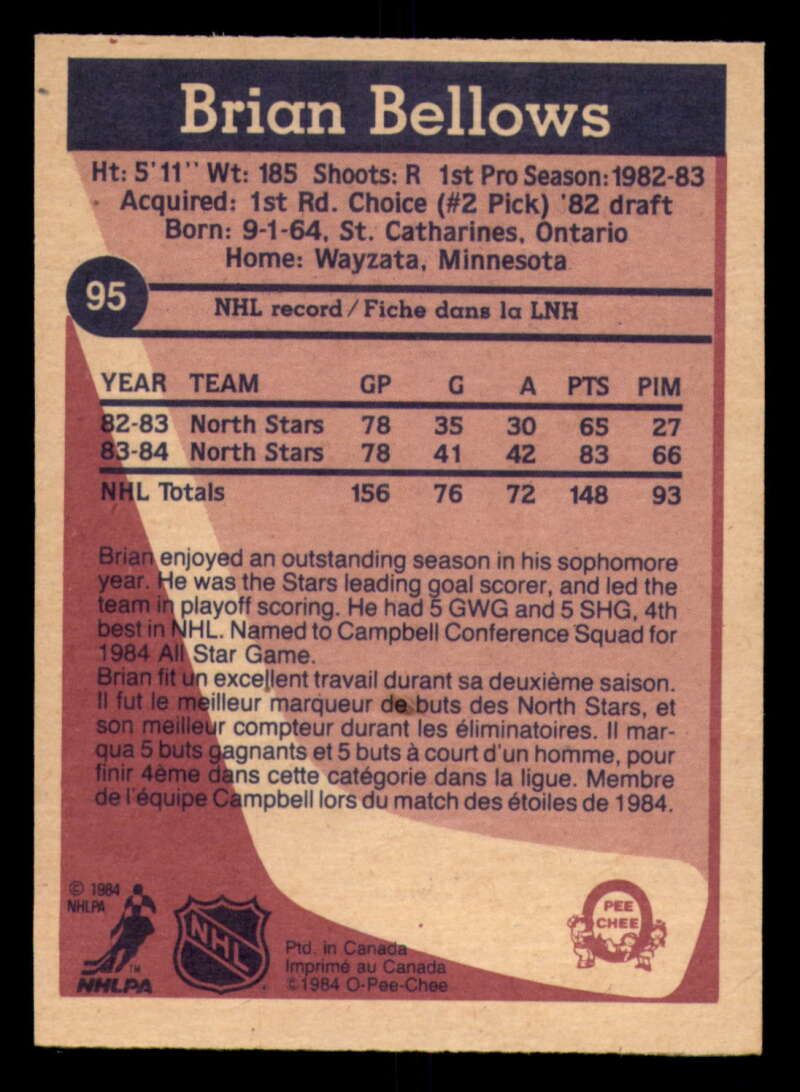 Brian Bellows
Ht: 5'11" Wt: 185 Shoots: R 1st Pro Season: 1982-83
Acquired: 1st Rd. Choice (#2 Pick) '82 draft
Born: 9-1-64, St. Catharines, Ontario
Home: Wayzata, Minnesota
95
NHL record/Fiche dans la LNH
YEAR TEAM GP G A PTS PIM
82-83 North Stars 78 35 30 65 27
83-84 North Stars 78 41 42 83 66
NHL Totals 156 76 72 148 93
Brian enjoyed an outstanding season in his sophomore
year. He was the Stars leading goal scorer, and led the
team in playoff scoring. He had 5 GWG and 5 SHG, 4th
best in NHL. Named to Campbell Conference Squad for
1984 All Star Game.
Brian fit un excellent travail durant sa deuxième saison.
Il fut le meilleur marqueur de buts des North Stars, et
son meilleur compteur durant les éliminatoires. Il mar-
qua 5 buts gagnants et 5 buts à court d'un homme, pour
finir 4ème dans cette catégorie dans la ligue. Membre
de l'équipe Campbell lors du match des étoiles de 1984.
© 1984
NHLPA
TM
NHLPA
NHL
Ptd. in Canada
Imprimé au Canada
© 1984 O-Pee-Chee
PEE
CHEE